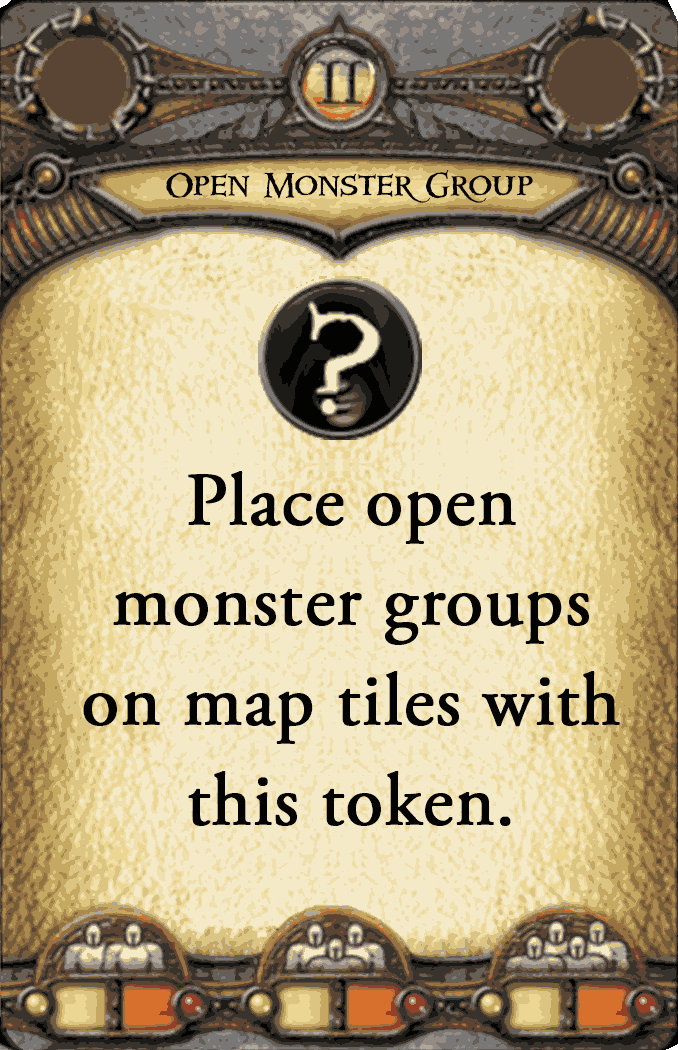 II
Open Monster Group
?
Place open
monster groups
on map tiles with
this token.